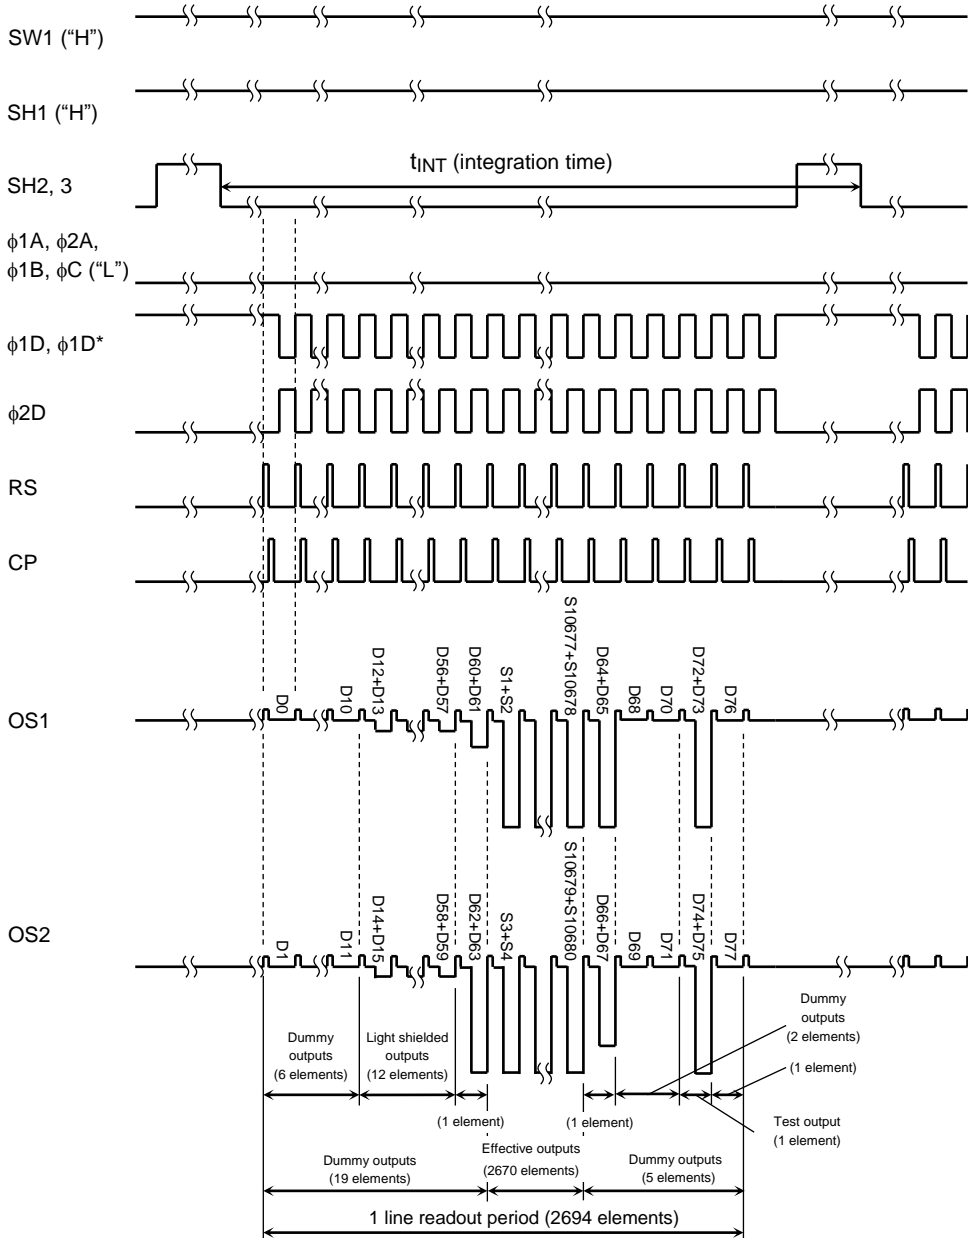 SW1 (“H”)
SH1 (“H”)
tINT (integration time)
SH2, 3
ϕ1A, ϕ2A,
ϕ1B, ϕC (“L”)
ϕ1D, ϕ1D*
ϕ2D
RS
CP
OS1
D0
D10
D12+D13
D56+D57
D60+D61
S1+S2
S10677+S10678
D64+D65
D68
D70
D72+D73
D76
OS2
D1
D11
D14+D15
D58+D59
D62+D63
S3+S4
S10679+S10680
D66+D67
D69
D71
D74+D75
D77
Dummy
outputs
(6 elements)
Light shielded
outputs
(12 elements)
(1 element)
(1 element)
Dummy
outputs
(2 elements)
(1 element)
Test output
(1 element)
Dummy outputs
(19 elements)
Effective outputs
(2670 elements)
Dummy outputs
(5 elements)
1 line readout period (2694 elements)